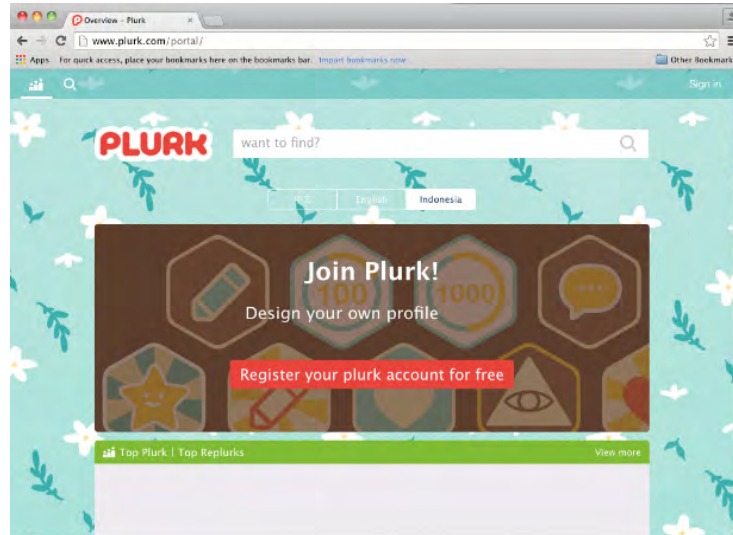 Overview - Plurk
www.plurk.com/portal/
Apps For quick access, place your bookmarks here on the bookmarks bar. Import bookmarks now...
Other Bookmark
Sign in
PLURK
want to find?
English Indonesia
Join Plurk!
100 1000
Design your own profile
Register your plurk account for free
Top Plurk | Top Replurks View more